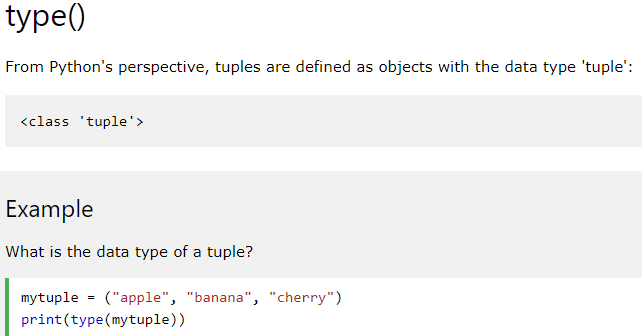 type()
From Python's perspective, tuples are defined as objects with the data type 'tuple':
<class 'tuple'>
Example
What is the data type of a tuple?
mytuple = ("apple", "banana", "cherry")
print(type(mytuple))